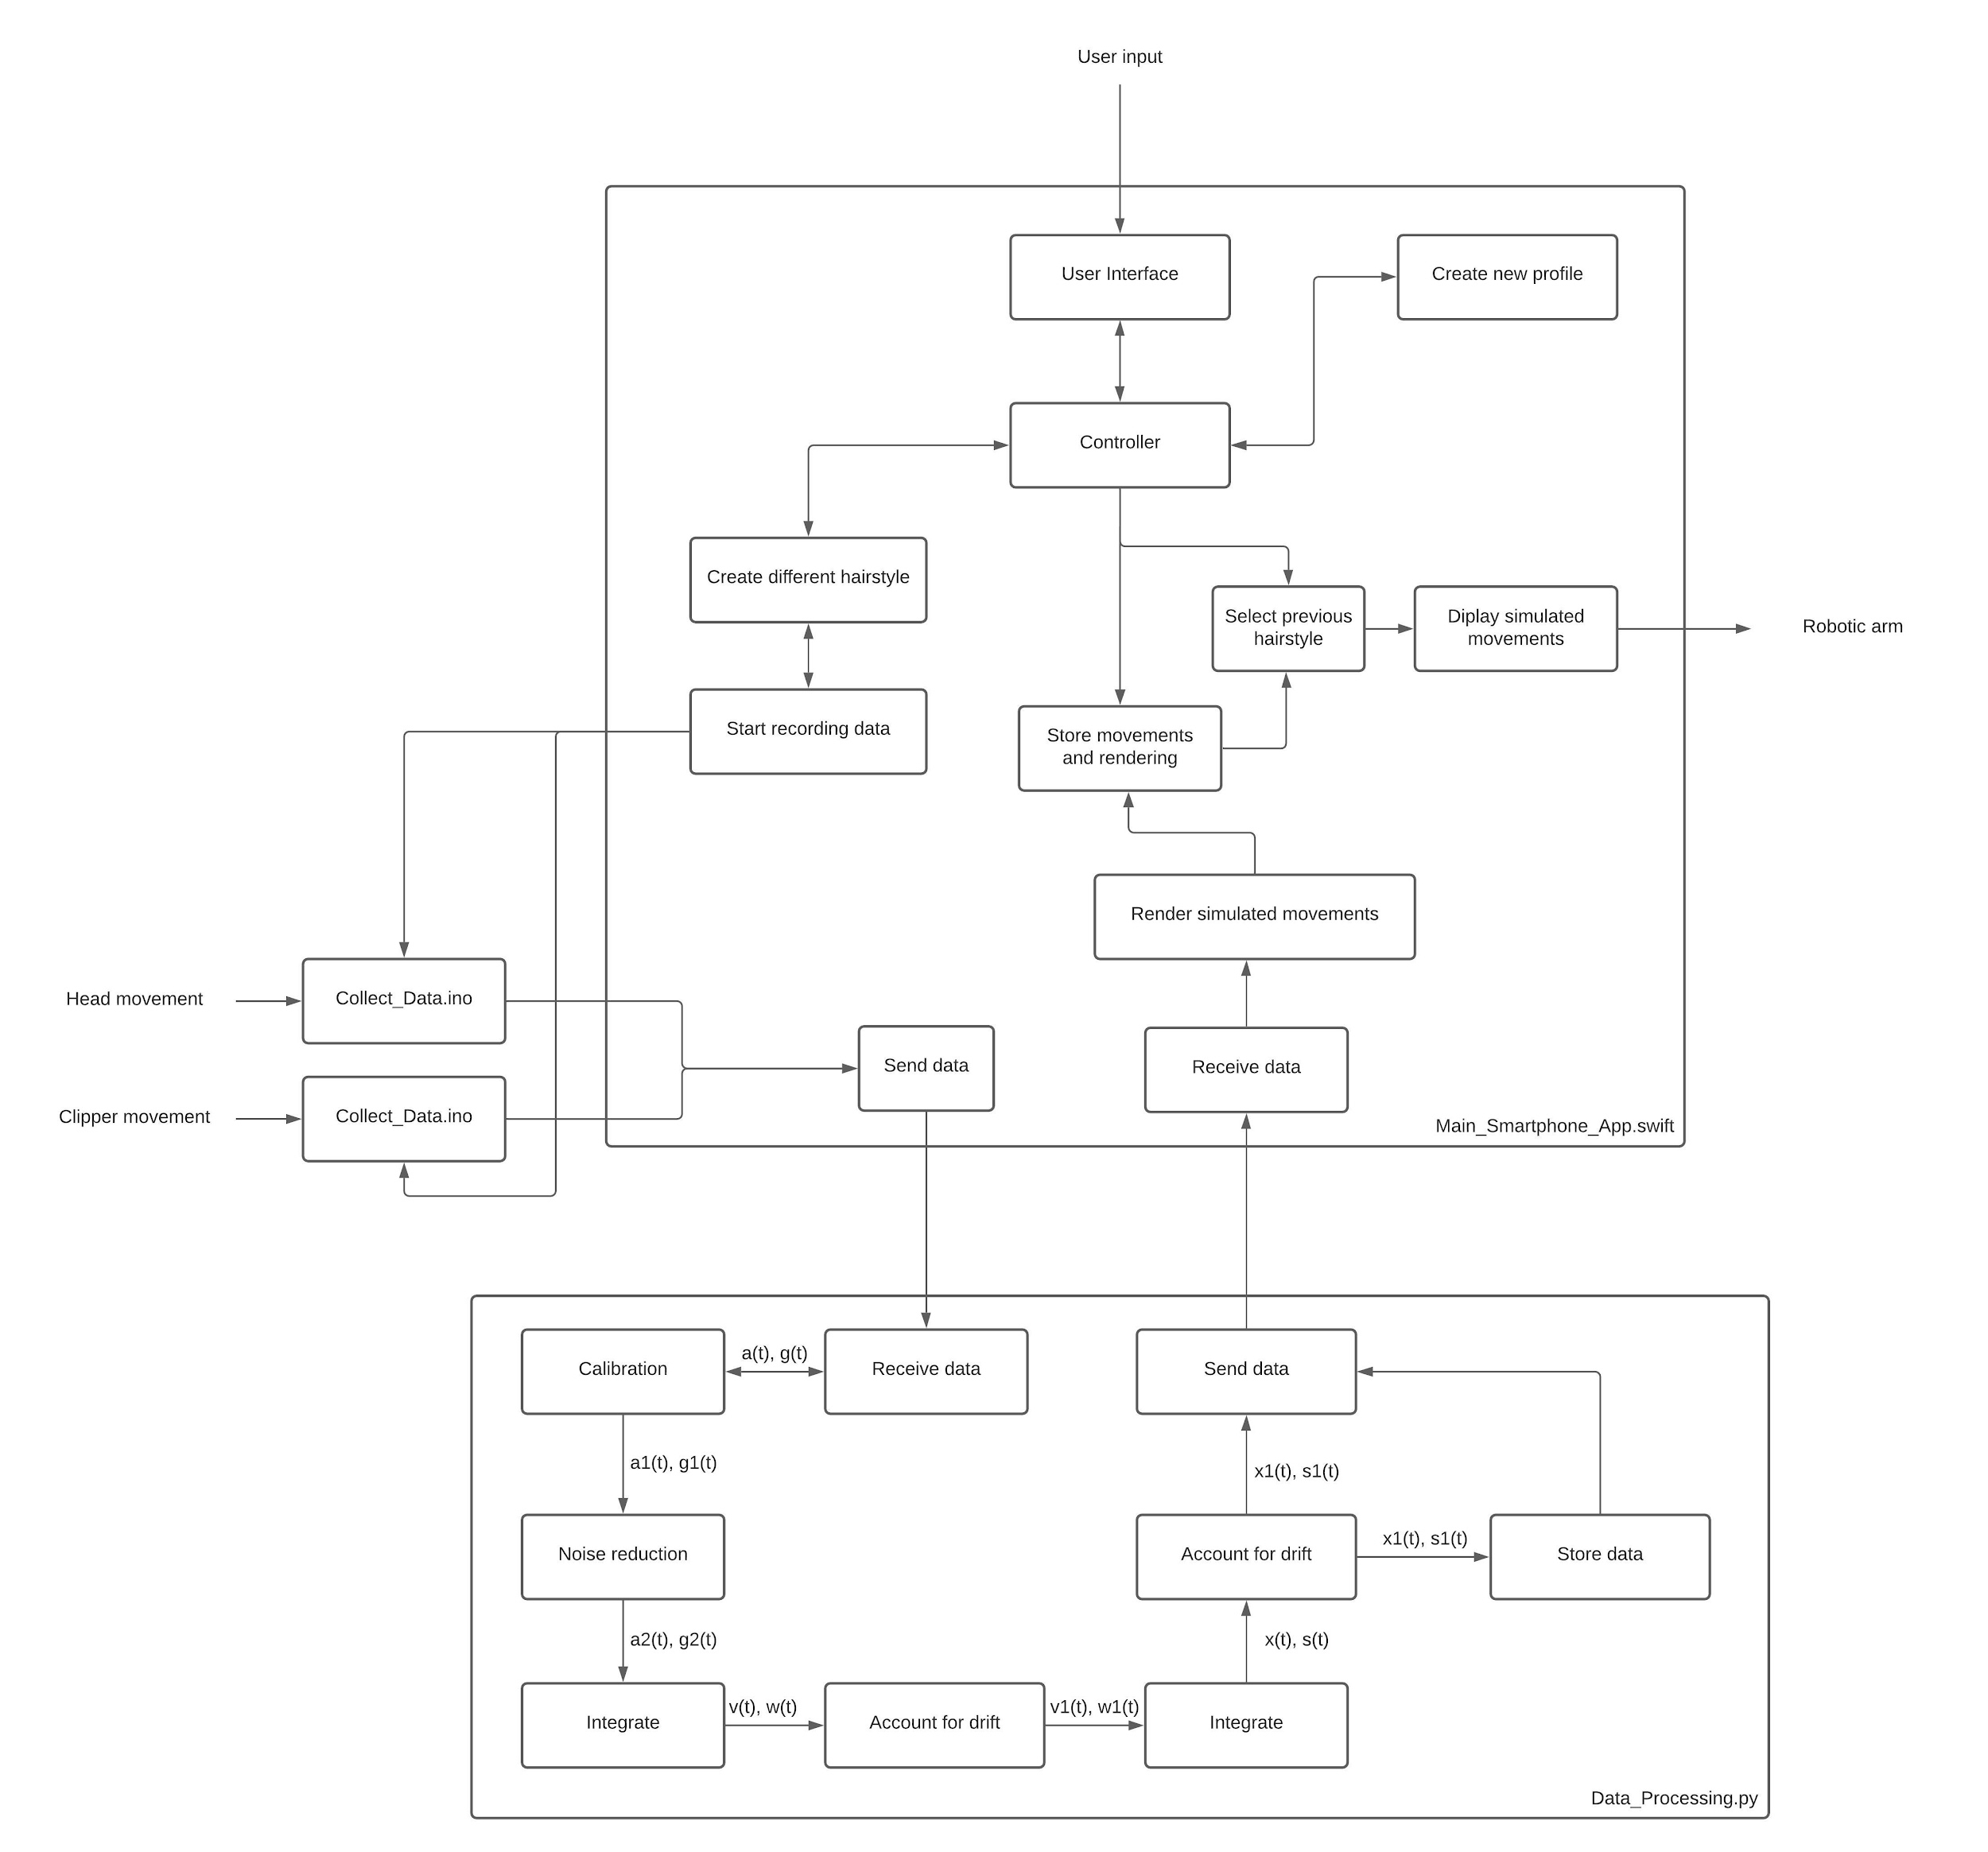 User input
User Interface
Create new profile
Controller
Create different hairstyle
Select previous
hairstyle
Diplay simulated
movements
Robotic arm
Start recording data
Store movements
and rendering
Render simulated movements
Head movement
Collect_Data.ino
Send data
Receive data
Clipper movement
Collect_Data.ino
Main_Smartphone_App.swift
Calibration
a(t), g(t)
Receive data
Send data
a1(t), g1(t)
x1(t), s1(t)
Noise reduction
Account for drift
x1(t), s1(t)
Store data
a2(t), g2(t)
x(t), s(t)
Integrate
v(t), w(t)
Account for drift
v1(t), w1(t)
Integrate
Data_Processing.py